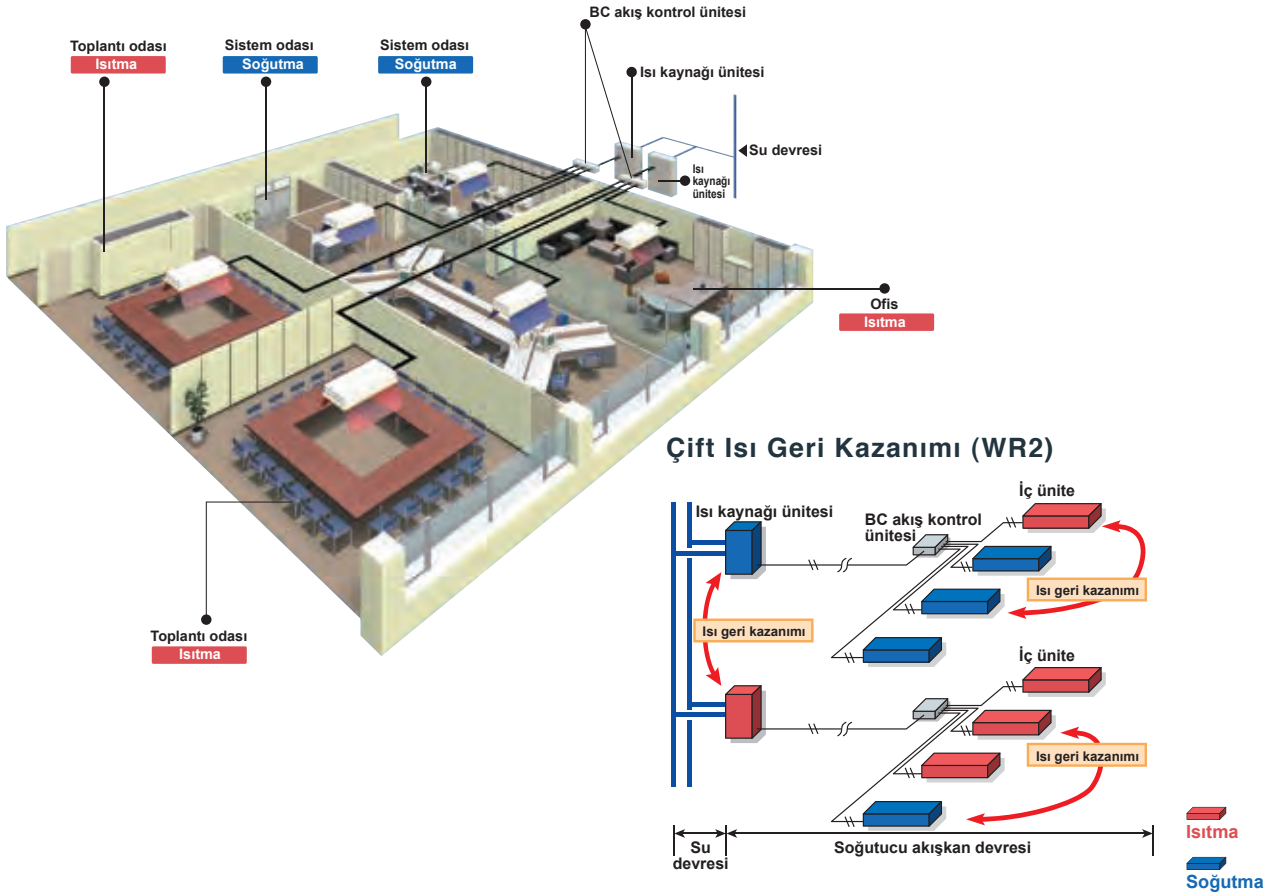 BC akış kontrol ünitesi
Toplantı odası
Isıtma
Sistem odası
Soğutma
Sistem odası
Soğutma
Isı kaynağı ünitesi
Su devresi
Isı
kaynağı
ünitesi
Ofis
Isıtma
Toplantı odası
Isıtma
Çift Isı Geri Kazanımı (WR2)
Isı kaynağı ünitesi
BC akış kontrol
ünitesi
İç ünite
Isı geri kazanımı
Isı geri kazanımı
İç ünite
Isı geri kazanımı
Su
devresi
Soğutucu akışkan devresi
Isıtma
Soğutma